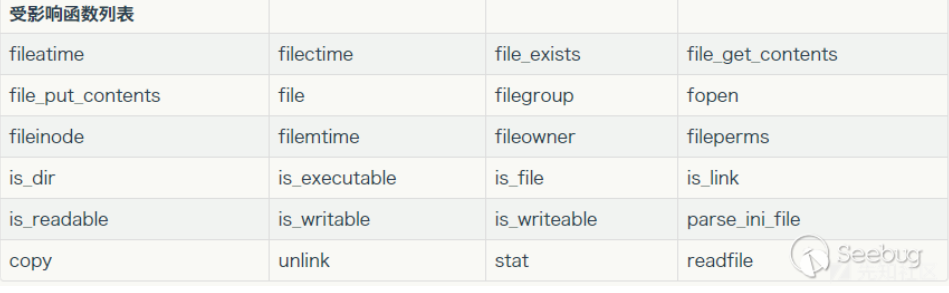 受影响函数列表
fileatime filectime file_exists file_get_contents
file_put_contents file filegroup fopen
fileinode filemtime fileowner fileperms
is_dir is_executable is_file is_link
is_readable is_writable is_writeable parse_ini_file
copy unlink stat readfile
Seebug